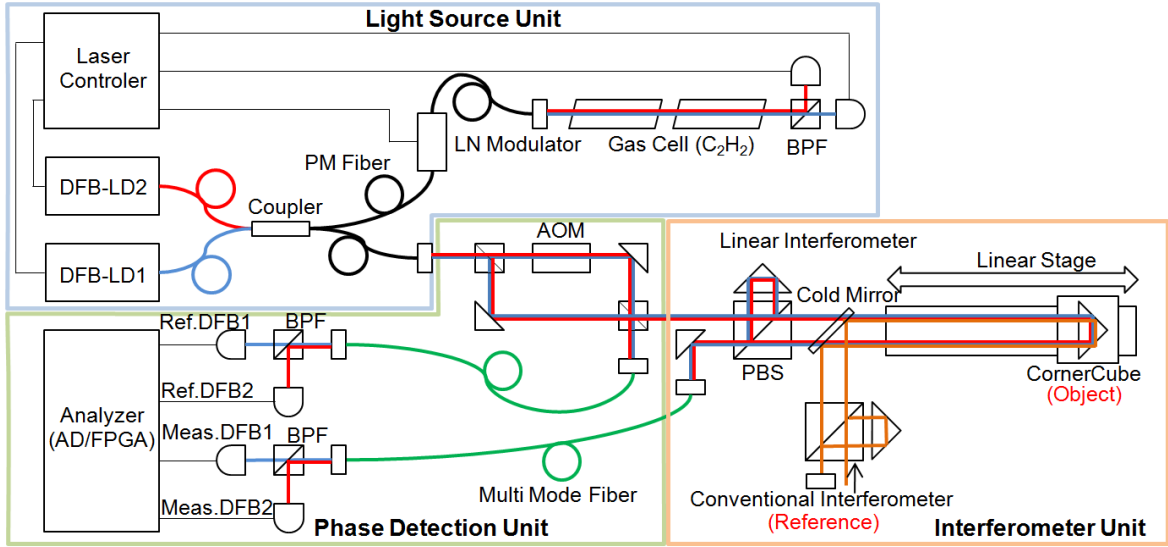 Light Source Unit
Laser
Controler
LN Modulator
Gas Cell (C₂H₂)
BPF
PM Fiber
DFB-LD2
Coupler
DFB-LD1
AOM
Linear Interferometer
Linear Stage
Cold Mirror
PBS
CornerCube
(Object)
Ref.DFB1
BPF
Ref.DFB2
Analyzer
(AD/FPGA)
Meas.DFB1
BPF
Meas.DFB2
Multi Mode Fiber
Phase Detection Unit
Conventional Interferometer
(Reference)
Interferometer Unit